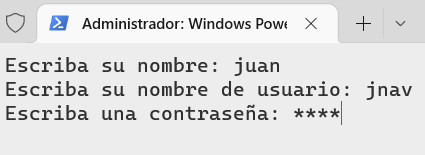 Administrador: Windows Powe
Escriba su nombre: juan
Escriba su nombre de usuario: jnav
Escriba una contraseña: ****